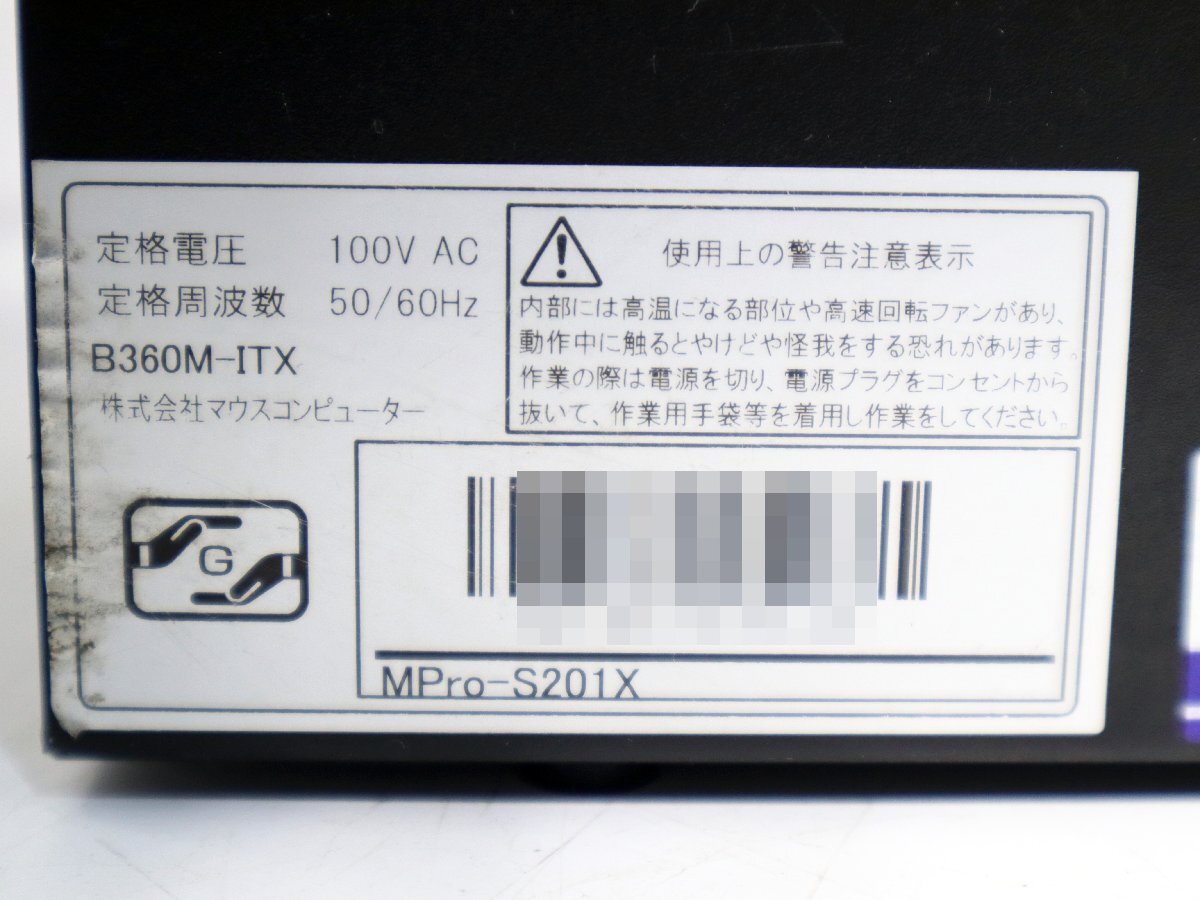 定格電圧 100V AC
定格周波数 50/60Hz
B360M-ITX
株式会社マウスコンピューター
使用上の警告注意表示
内部には高温になる部位や高速回転ファンがあり、
動作中に触るとやけどや怪我をする恐れがあります。
作業の際は電源を切り、電源プラグをコンセントから
抜いて、作業用手袋等を着用し作業をしてください。
G
MPro-S201X